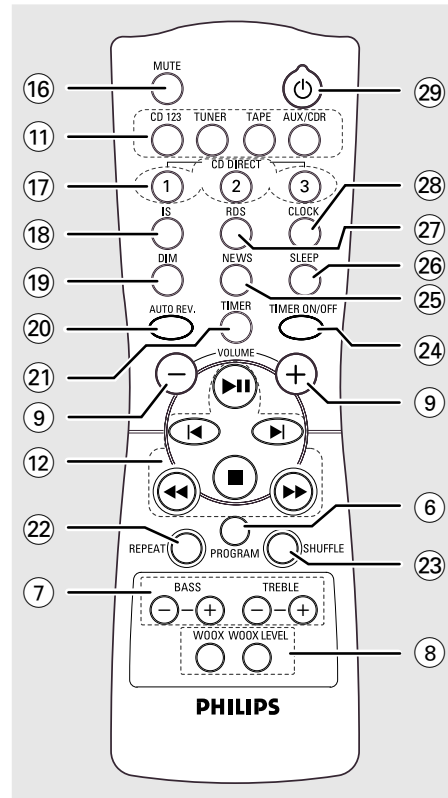 MUTE
⑯ ㉙
CD 123 TUNER TAPE AUX/CDR
⑪
CD DIRECT
⑰ 1 2 3 ㉘
IS RDS CLOCK
⑱ ㉗
DIM NEWS SLEEP
⑲ ㉖
㉕
AUTO REV. TIMER TIMER ON/OFF
⑳ ㉔
㉑ VOLUME
⑨ − + ⑨
⑫
⑥
㉒ REPEAT PROGRAM SHUFFLE ㉓
BASS TREBLE
⑦ − + − +
WOOX WOOX LEVEL
⑧
PHILIPS